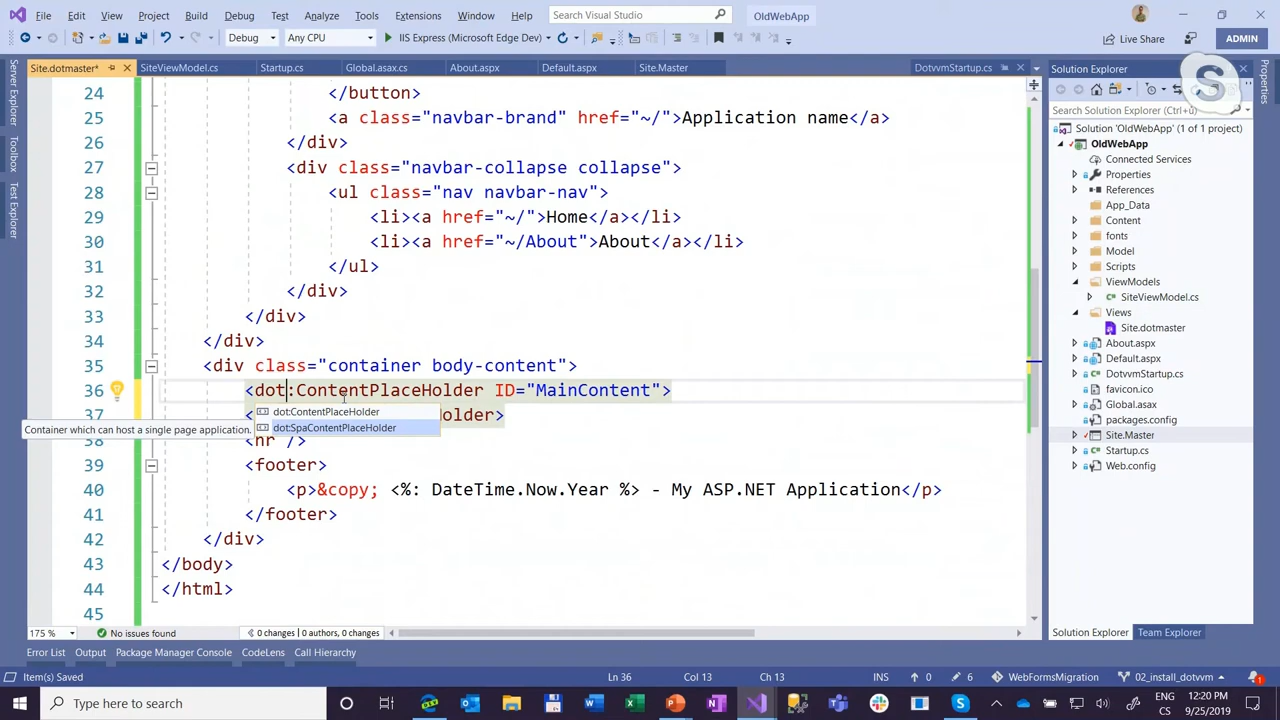 File Edit View Project Build Debug Test Analyze Tools Extensions Window Help Search Visual Studio OldWebApp
Debug Any CPU IIS Express (Microsoft Edge Dev) Live Share ADMIN
Site.dotmaster* SiteViewModel.cs Startup.cs Global.asax.cs About.aspx Default.aspx Site.Master DotvvmStartup.cs
Server Explorer
Toolbox
Test Explorer
24 </button>
25 <a class="navbar-brand" href="~/">Application name</a>
26 </div>
27 <div class="navbar-collapse collapse">
28 <ul class="nav navbar-nav">
29 <li><a href="~/">Home</a></li>
30 <li><a href="~/About">About</a></li>
31 </ul>
32 </div>
33 </div>
34 </div>
35 <div class="container body-content">
36 <dot:ContentPlaceHolder ID="MainContent">
dot:ContentPlaceHolder
37 < older>
dot:SpaContentPlaceHolder
Container which can host a single page application.
38 <hr />
39 <footer>
40 <p>&copy; <%: DateTime.Now.Year %> - My ASP.NET Application</p>
41 </footer>
42 </div>
43 </body>
44 </html>
45
175 % No issues found 0 changes | 0 authors, 0 changes
Solution Explorer
Search Solution Explorer (Ctrl+ů)
Solution 'OldWebApp' (1 of 1 project)
OldWebApp
Connected Services
Properties
References
App_Data
Content
fonts
Model
Scripts
ViewModels
SiteViewModel.cs
Views
Site.dotmaster
About.aspx
Default.aspx
DotvvmStartup.cs
favicon.ico
Global.asax
packages.config
Site.Master
Startup.cs
Web.config
Solution Explorer Team Explorer
Properties
Error List Output Package Manager Console CodeLens Call Hierarchy
Item(s) Saved Ln 36 Col 13 Ch 13 INS 0 6 WebFormsMigration 02_install_dotvvm 1
Type here to search
ENG
CS
12:20 PM
9/25/2019